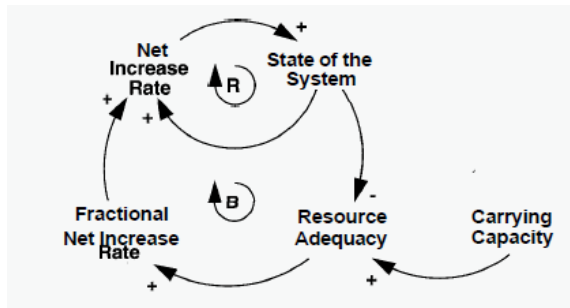 +
Net
Increase
Rate
State of the
System
R
+
+
B
-
Fractional
Net Increase
Rate
Resource
Adequacy
Carrying
Capacity
+
+